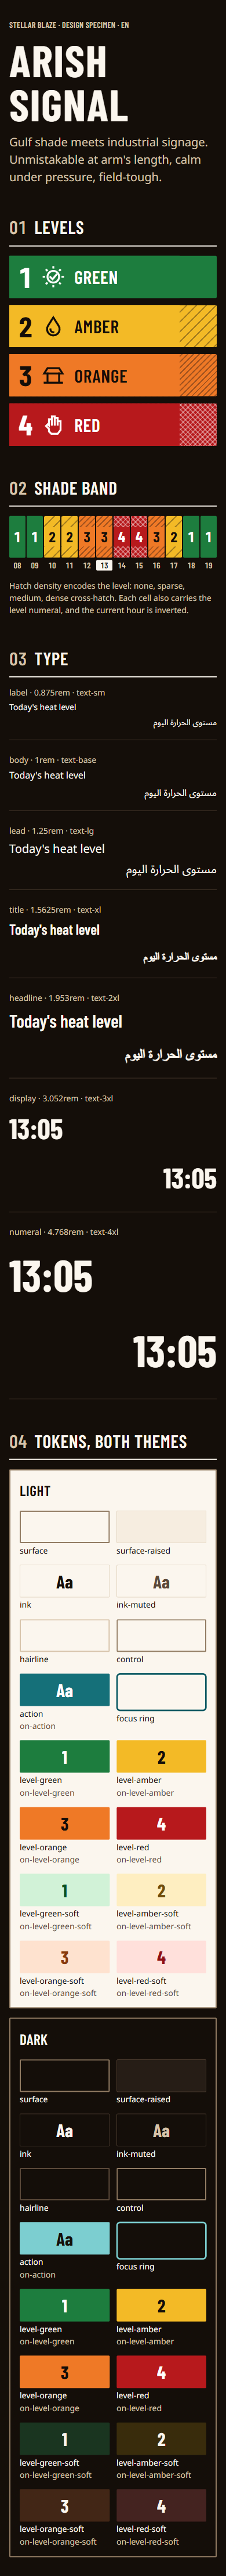 STELLAR BLAZE · DESIGN SPECIMEN · EN
ARISH
SIGNAL
Gulf shade meets industrial signage.
Unmistakable at arm's length, calm
under pressure, field-tough.
01 LEVELS
1 GREEN
2 AMBER
3 ORANGE
4 RED
02 SHADE BAND
1 1 2 2 3 3 4 4 3 2 1 1
08 09 10 11 12 13 14 15 16 17 18 19
Hatch density encodes the level: none, sparse,
medium, dense cross-hatch. Each cell also carries the
level numeral, and the current hour is inverted.
03 TYPE
label · 0.875rem · text-sm
Today's heat level
مستوى الحرارة اليوم
body · 1rem · text-base
Today's heat level
مستوى الحرارة اليوم
lead · 1.25rem · text-lg
Today's heat level
مستوى الحرارة اليوم
title · 1.5625rem · text-xl
Today's heat level
مستوى الحرارة اليوم
headline · 1.953rem · text-2xl
Today's heat level
مستوى الحرارة اليوم
display · 3.052rem · text-3xl
13:05
13:05
numeral · 4.768rem · text-4xl
13:05
13:05
04 TOKENS, BOTH THEMES
LIGHT
surface surface-raised
Aa Aa
ink ink-muted
hairline control
Aa
action focus ring
on-action
1 2
level-green level-amber
on-level-green on-level-amber
3 4
level-orange level-red
on-level-orange on-level-red
1 2
level-green-soft level-amber-soft
on-level-green-soft on-level-amber-soft
3 4
level-orange-soft level-red-soft
on-level-orange-soft on-level-red-soft
DARK
surface surface-raised
Aa Aa
ink ink-muted
hairline control
Aa
action focus ring
on-action
1 2
level-green level-amber
on-level-green on-level-amber
3 4
level-orange level-red
on-level-orange on-level-red
1 2
level-green-soft level-amber-soft
on-level-green-soft on-level-amber-soft
3 4
level-orange-soft level-red-soft
on-level-orange-soft on-level-red-soft